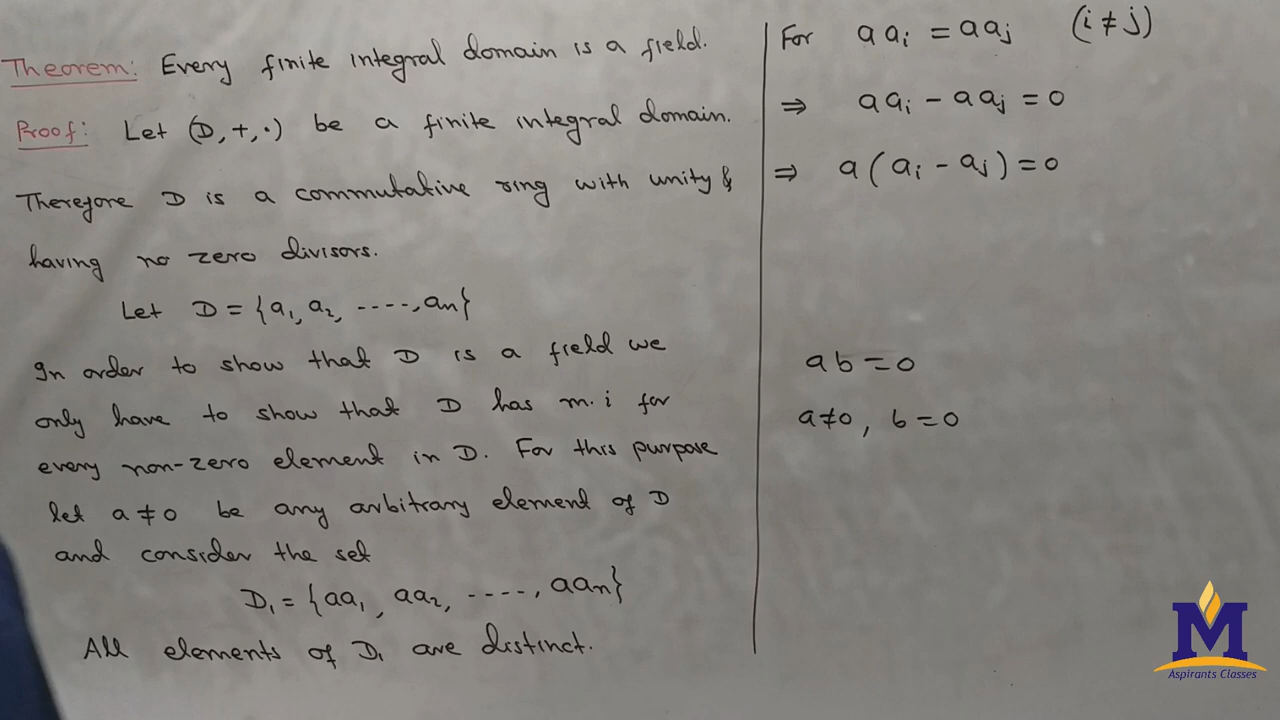 Theorem: Every finite integral domain is a field.
Proof: Let (D, +, ·) be a finite integral domain.
Therefore D is a commutative ring with unity &
having no zero divisors.
Let D = {a₁, a₂, ----, aₙ}
In order to show that D is a field we
only have to show that D has m.i for
every non-zero element in D. For this purpose
let a ≠ 0 be any arbitrary element of D
and consider the set
D₁ = {aa₁, aa₂, ----, aaₙ}
All elements of D₁ are distinct.
For aaᵢ = aaⱼ (i ≠ j)
⇒ aaᵢ - aaⱼ = 0
⇒ a(aᵢ - aⱼ) = 0
ab = 0
a ≠ 0, b = 0
M
Aspirants Classes